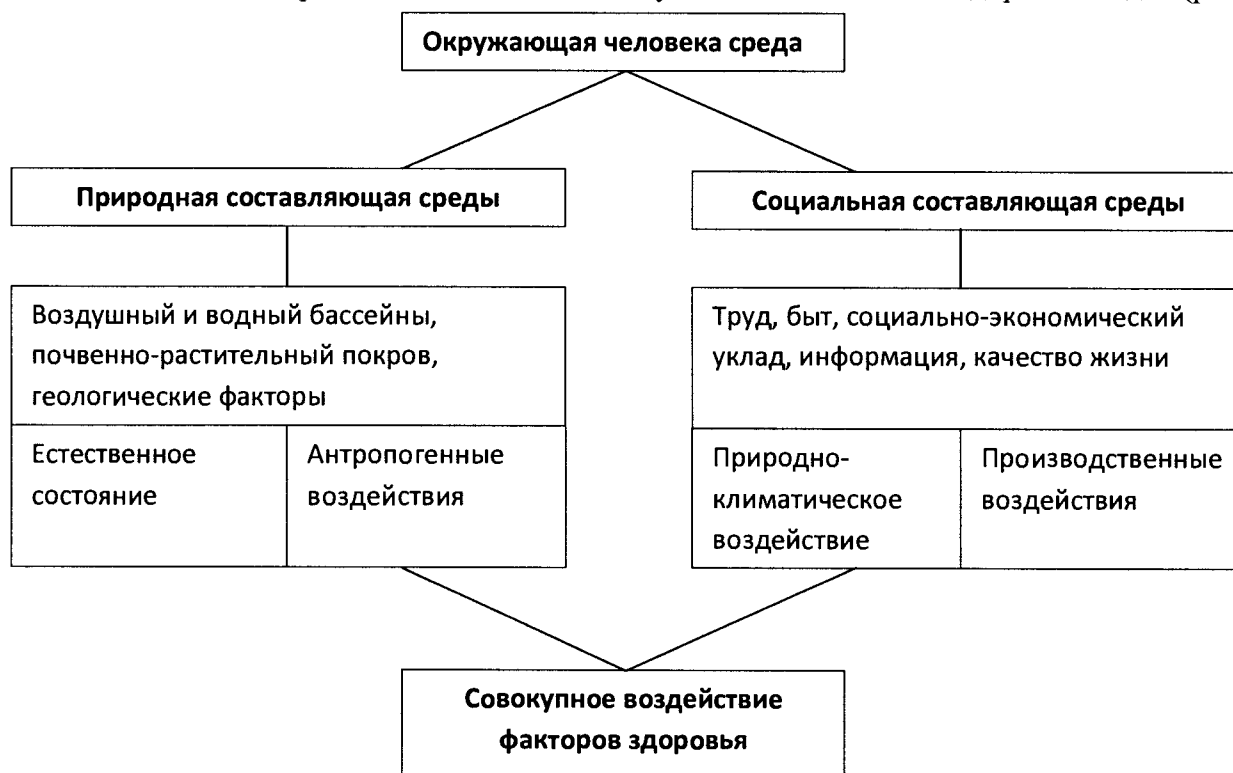 Окружающая человека среда
Природная составляющая среды
Социальная составляющая среды
Воздушный и водный бассейны,
почвенно-растительный покров,
геологические факторы
Труд, быт, социально-экономический
уклад, информация, качество жизни
Естественное
состояние
Антропогенные
воздействия
Природно-
климатическое
воздействие
Производственные
воздействия
Совокупное воздействие
факторов здоровья